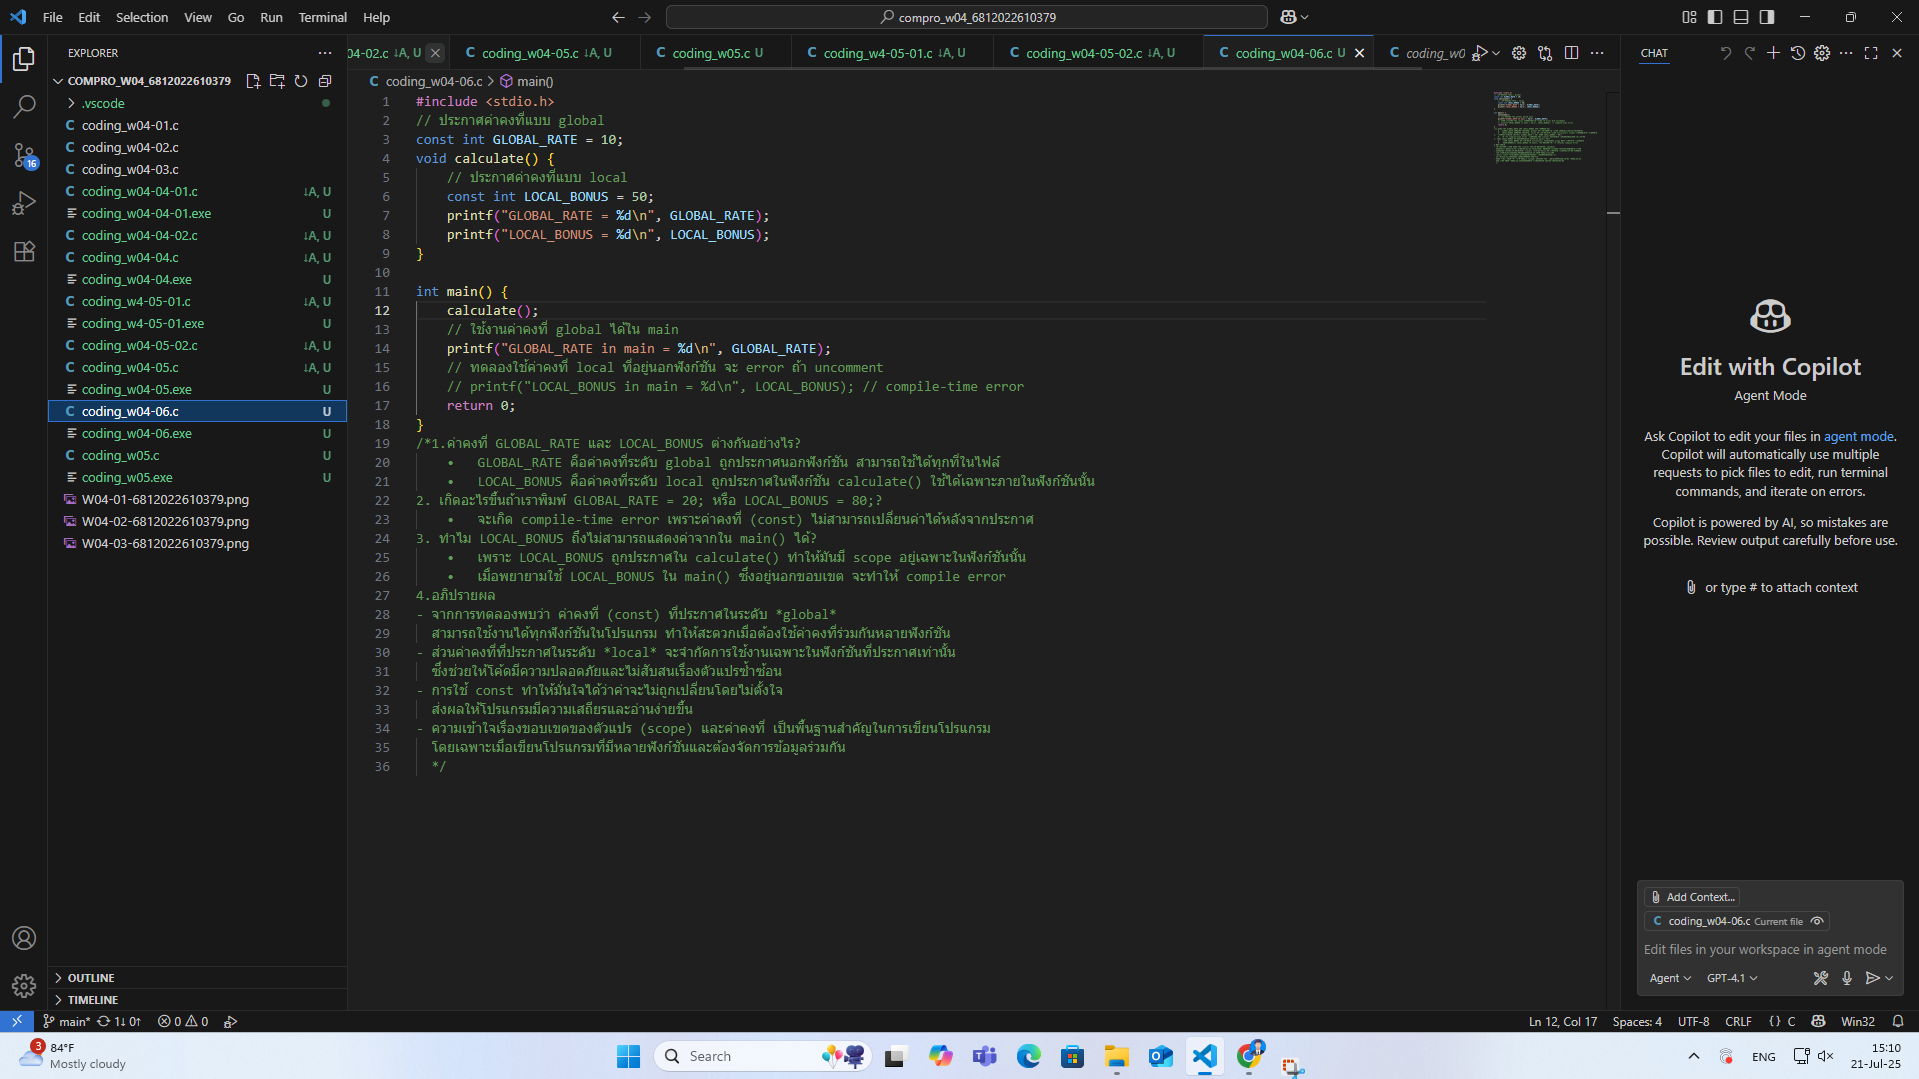 File Edit Selection View Go Run Terminal Help
compro_w04_6812022610379
EXPLORER
COMPRO_W04_6812022610379
.vscode
coding_w04-01.c
coding_w04-02.c
coding_w04-03.c
coding_w04-04-01.c ↓A, U
coding_w04-04-01.exe U
coding_w04-04-02.c ↓A, U
coding_w04-04.c ↓A, U
coding_w04-04.exe U
coding_w4-05-01.c ↓A, U
coding_w4-05-01.exe U
coding_w04-05-02.c ↓A, U
coding_w04-05.c ↓A, U
coding_w04-05.exe U
coding_w04-06.c U
coding_w04-06.exe U
coding_w05.c U
coding_w05.exe U
W04-01-6812022610379.png
W04-02-6812022610379.png
W04-03-6812022610379.png
OUTLINE
TIMELINE
16
04-02.c ↓A, U coding_w04-05.c ↓A, U coding_w05.c U coding_w4-05-01.c ↓A, U coding_w04-05-02.c ↓A, U coding_w04-06.c U coding_w0
coding_w04-06.c > main()
1 #include <stdio.h>
2 // ประกาศค่าคงที่แบบ global
3 const int GLOBAL_RATE = 10;
4 void calculate() {
5 // ประกาศค่าคงที่แบบ local
6 const int LOCAL_BONUS = 50;
7 printf("GLOBAL_RATE = %d\n", GLOBAL_RATE);
8 printf("LOCAL_BONUS = %d\n", LOCAL_BONUS);
9 }
10
11 int main() {
12 calculate();
13 // ใช้งานค่าคงที่ global ได้ใน main
14 printf("GLOBAL_RATE in main = %d\n", GLOBAL_RATE);
15 // ทดลองใช้ค่าคงที่ local ที่อยู่นอกฟังก์ชัน จะ error ถ้า uncomment
16 // printf("LOCAL_BONUS in main = %d\n", LOCAL_BONUS); // compile-time error
17 return 0;
18 }
19 /*1.ค่าคงที่ GLOBAL_RATE และ LOCAL_BONUS ต่างกันอย่างไร?
20 • GLOBAL_RATE คือค่าคงที่ระดับ global ถูกประกาศนอกฟังก์ชัน สามารถใช้ได้ทุกที่ในไฟล์
21 • LOCAL_BONUS คือค่าคงที่ระดับ local ถูกประกาศในฟังก์ชัน calculate() ใช้ได้เฉพาะภายในฟังก์ชันนั้น
22 2. เกิดอะไรขึ้นถ้าเราพิมพ์ GLOBAL_RATE = 20; หรือ LOCAL_BONUS = 80;?
23 • จะเกิด compile-time error เพราะค่าคงที่ (const) ไม่สามารถเปลี่ยนค่าได้หลังจากประกาศ
24 3. ทำไม LOCAL_BONUS ถึงไม่สามารถแสดงค่าจากใน main() ได้?
25 • เพราะ LOCAL_BONUS ถูกประกาศใน calculate() ทำให้มันมี scope อยู่เฉพาะในฟังก์ชันนั้น
26 • เมื่อพยายามใช้ LOCAL_BONUS ใน main() ซึ่งอยู่นอกขอบเขต จะทำให้ compile error
27 4.อภิปรายผล
28 - จากการทดลองพบว่า ค่าคงที่ (const) ที่ประกาศในระดับ *global*
29 สามารถใช้งานได้ทุกฟังก์ชันในโปรแกรม ทำให้สะดวกเมื่อต้องใช้ค่าคงที่ร่วมกันหลายฟังก์ชัน
30 - ส่วนค่าคงที่ที่ประกาศในระดับ *local* จะจำกัดการใช้งานเฉพาะในฟังก์ชันที่ประกาศเท่านั้น
31 ซึ่งช่วยให้โค้ดมีความปลอดภัยและไม่สับสนเรื่องตัวแปรซ้ำซ้อน
32 - การใช้ const ทำให้มั่นใจได้ว่าค่าจะไม่ถูกเปลี่ยนโดยไม่ตั้งใจ
33 ส่งผลให้โปรแกรมมีความเสถียรและอ่านง่ายขึ้น
34 - ความเข้าใจเรื่องขอบเขตของตัวแปร (scope) และค่าคงที่ เป็นพื้นฐานสำคัญในการเขียนโปรแกรม
35 โดยเฉพาะเมื่อเขียนโปรแกรมที่มีหลายฟังก์ชันและต้องจัดการข้อมูลร่วมกัน
36 */
CHAT
Edit with Copilot
Agent Mode
Ask Copilot to edit your files in agent mode.
Copilot will automatically use multiple
requests to pick files to edit, run terminal
commands, and iterate on errors.
Copilot is powered by AI, so mistakes are
possible. Review output carefully before use.
or type # to attach context
Add Context...
coding_w04-06.c Current file
Edit files in your workspace in agent mode
Agent GPT-4.1
main* 1↓ 0↑ 0 0
Ln 12, Col 17 Spaces: 4 UTF-8 CRLF {} C Win32
3
84°F
Mostly cloudy
Search
ENG
15:10
21-Jul-25